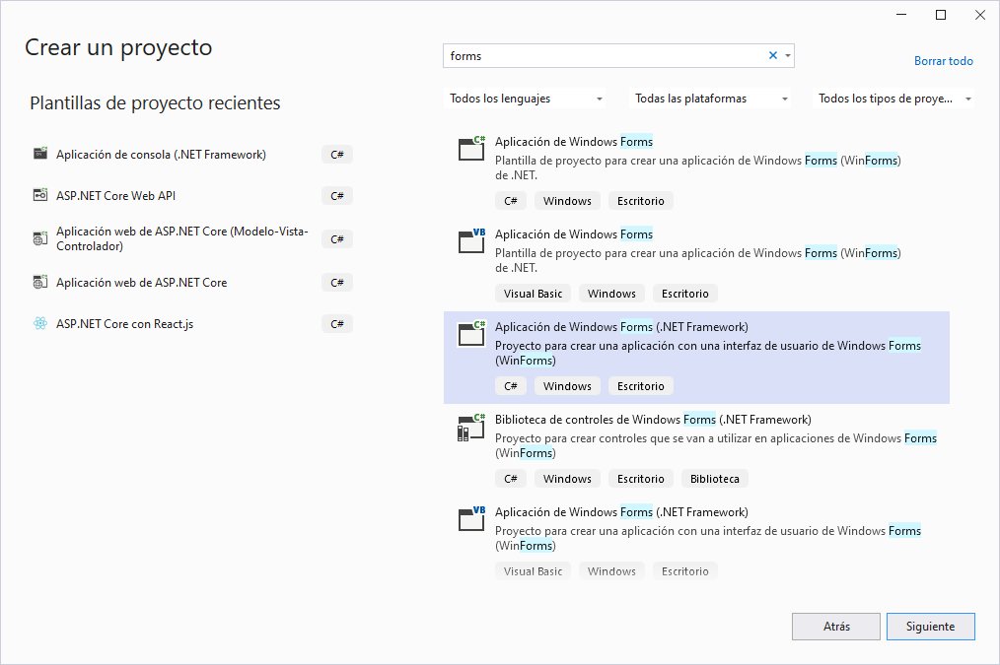 Crear un proyecto
forms
Borrar todo
Todos los lenguajes
Todas las plataformas
Todos los tipos de proye...
Plantillas de proyecto recientes
Aplicación de consola (.NET Framework)
C#
ASP.NET Core Web API
C#
Aplicación web de ASP.NET Core (Modelo-Vista-
Controlador)
C#
Aplicación web de ASP.NET Core
C#
ASP.NET Core con React.js
C#
C#
Aplicación de Windows Forms
Plantilla de proyecto para crear una aplicación de Windows Forms (WinForms)
de .NET.
C# Windows Escritorio
VB
Aplicación de Windows Forms
Plantilla de proyecto para crear una aplicación de Windows Forms (WinForms)
de .NET.
Visual Basic Windows Escritorio
C#
Aplicación de Windows Forms (.NET Framework)
Proyecto para crear una aplicación con una interfaz de usuario de Windows Forms
(WinForms)
C# Windows Escritorio
C#
Biblioteca de controles de Windows Forms (.NET Framework)
Proyecto para crear controles que se van a utilizar en aplicaciones de Windows Forms
(WinForms)
C# Windows Escritorio Biblioteca
VB
Aplicación de Windows Forms (.NET Framework)
Proyecto para crear una aplicación con una interfaz de usuario de Windows Forms
(WinForms)
Visual Basic Windows Escritorio
Atrás
Siguiente